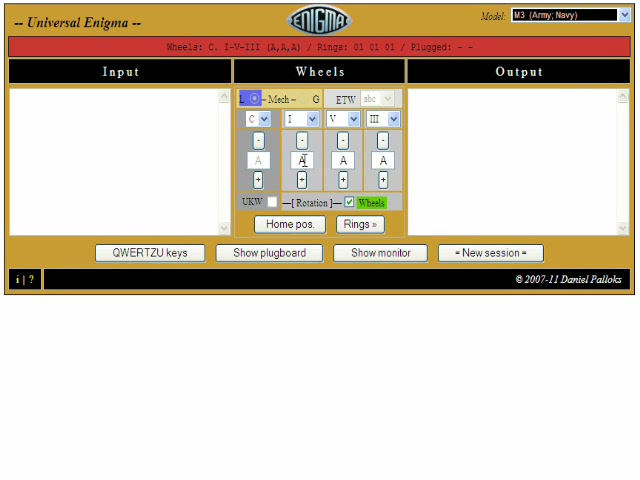 -- Universal Enigma --
ENIGMA
Model: M3 (Army; Navy)
Wheels: C. I-V-III (A,A,A) / Rings: 01 01 01 / Plugged: - -
Input
Wheels
Output
L – Mech – G
ETW abc
C I V III
- - - -
A A A A
+ + + +
UKW —[ Rotation ]— Wheels
Home pos. Rings »
QWERTZU keys Show plugboard Show monitor = New session =
i | ?
© 2007-11 Daniel Palloks